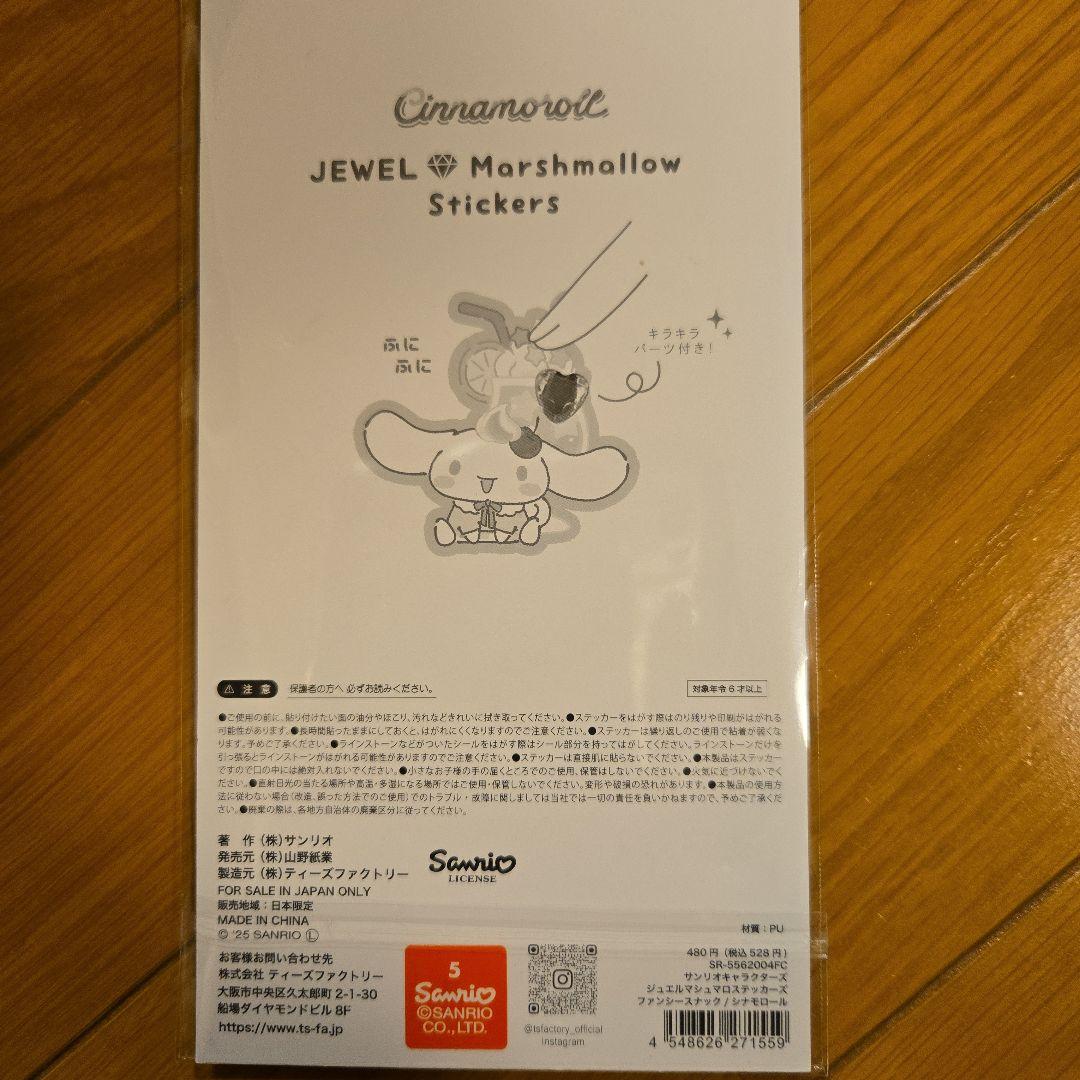 Cinnamoroll
JEWEL Marshmallow
Stickers
ふに
ふに
キラキラ
パーツ付き!
注意 保護者の方へ 必ずお読みください。
対象年令6才以上
●ご使用の前に、貼り付けたい面の油分やほこり、汚れなどきれいに拭き取ってください。●ステッカーをはがす際はのり残りや印刷がはがれる
可能性があります。●長時間貼ったままにしておくと、はがれにくくなりますのでご注意ください。●ステッカーは繰り返しのご使用で粘着が弱くな
ります。予めご了承ください。●ラインストーンなどがついたシールをはがす際はシール部分を持ってはがしてください。ラインストーンだけを
引っ張るとラインストーンがはがれる可能性がありますのでご注意ください。●ステッカーは直接肌に貼らないでください。●本製品はステッカー
ですので口の中には絶対入れないでください。●小さなお子様の手の届くところでのご使用、保管はしないでください。●火気に近づけないでく
ださい。●直射日光の当たる場所や高温・多湿になる場所ではご使用・保管しないでください。変形や破損の恐れがあります。●本製品の使用方
法に従わない場合(改造、誤った方法でのご使用)でのトラブル・故障に関しましては当社では一切の責任を負いかねますので、予めご了承くださ
い。●廃棄の際は、各地方自治体の廃棄区分に従ってください。
著 作 (株)サンリオ
発売元 (株)山野紙業
製造元 (株)ティーズファクトリー
Sanrio
LICENSE
FOR SALE IN JAPAN ONLY
販売地域:日本限定
MADE IN CHINA
© '25 SANRIO Ⓛ
お客様お問い合わせ先
株式会社 ティーズファクトリー
大阪市中央区久太郎町 2-1-30
船場ダイヤモンドビル 8F
https://www.ts-fa.jp
5
Sanrio
©SANRIO
CO.,LTD.
@tsfactory_official
Instagram
材質:PU
480円(税込528円)
SR-5562004FC
サンリオキャラクターズ
ジュエルマシュマロステッカーズ
ファンシースナック/シナモロール
4 548626 271559